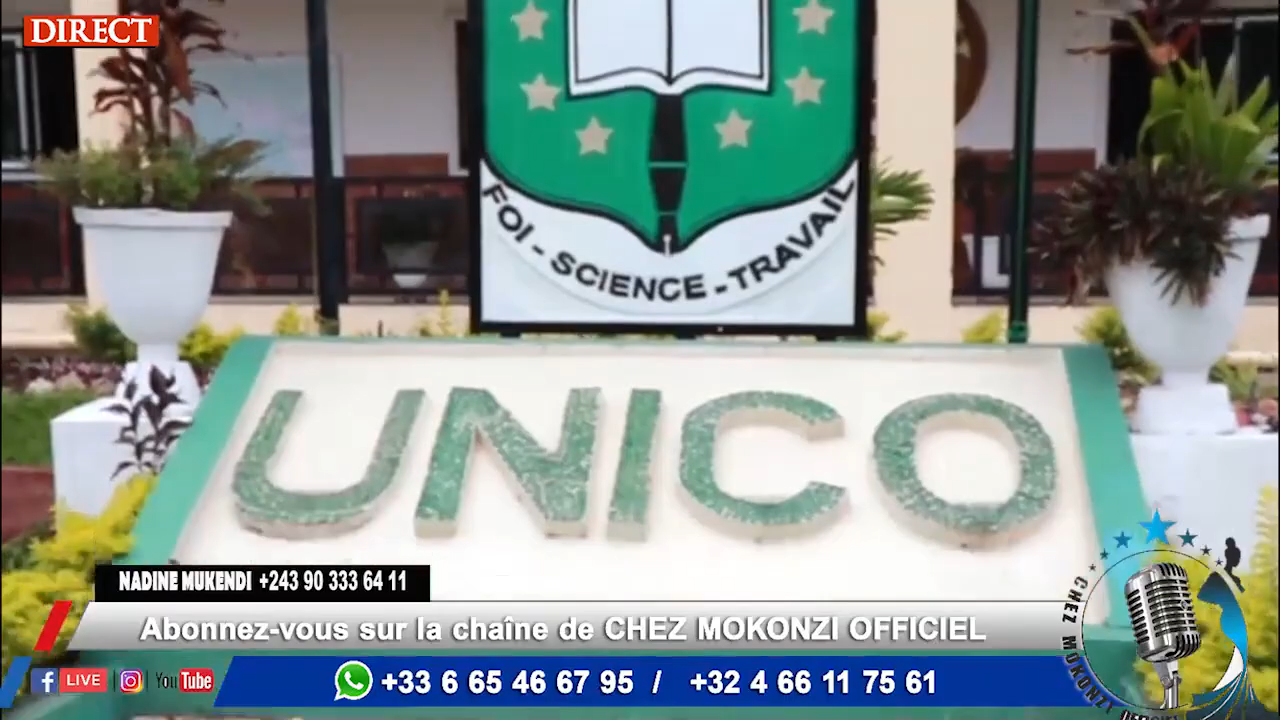 DIRECT
FOI - SCIENCE - TRAVAIL
UNICO
NADINE MUKENDI +243 90 333 64 11
Abonnez-vous sur la chaîne de CHEZ MOKONZI OFFICIEL
f LIVE YouTube +33 6 65 46 67 95 / +32 4 66 11 75 61
CHEZ MOKONZI OFFICIEL